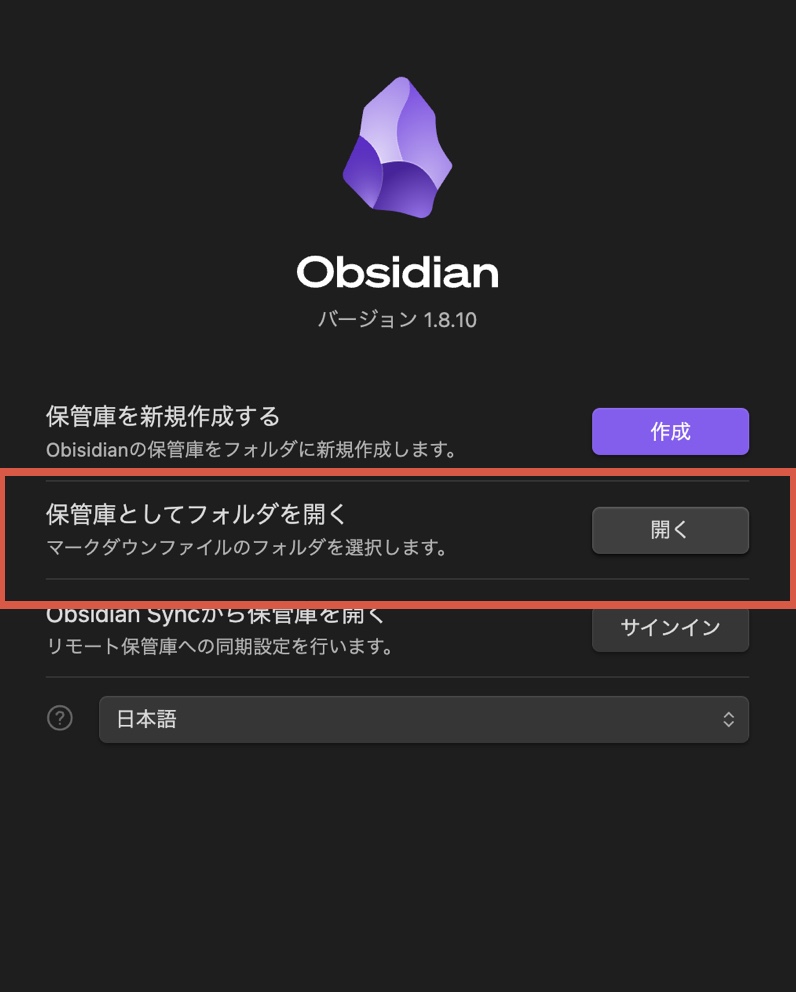 Obsidian
バージョン 1.8.10
保管庫を新規作成する
作成
Obisidianの保管庫をフォルダに新規作成します。
保管庫としてフォルダを開く
開く
マークダウンファイルのフォルダを選択します。
Obsidian Syncから保管庫を開く
サインイン
リモート保管庫への同期設定を行います。
?
日本語